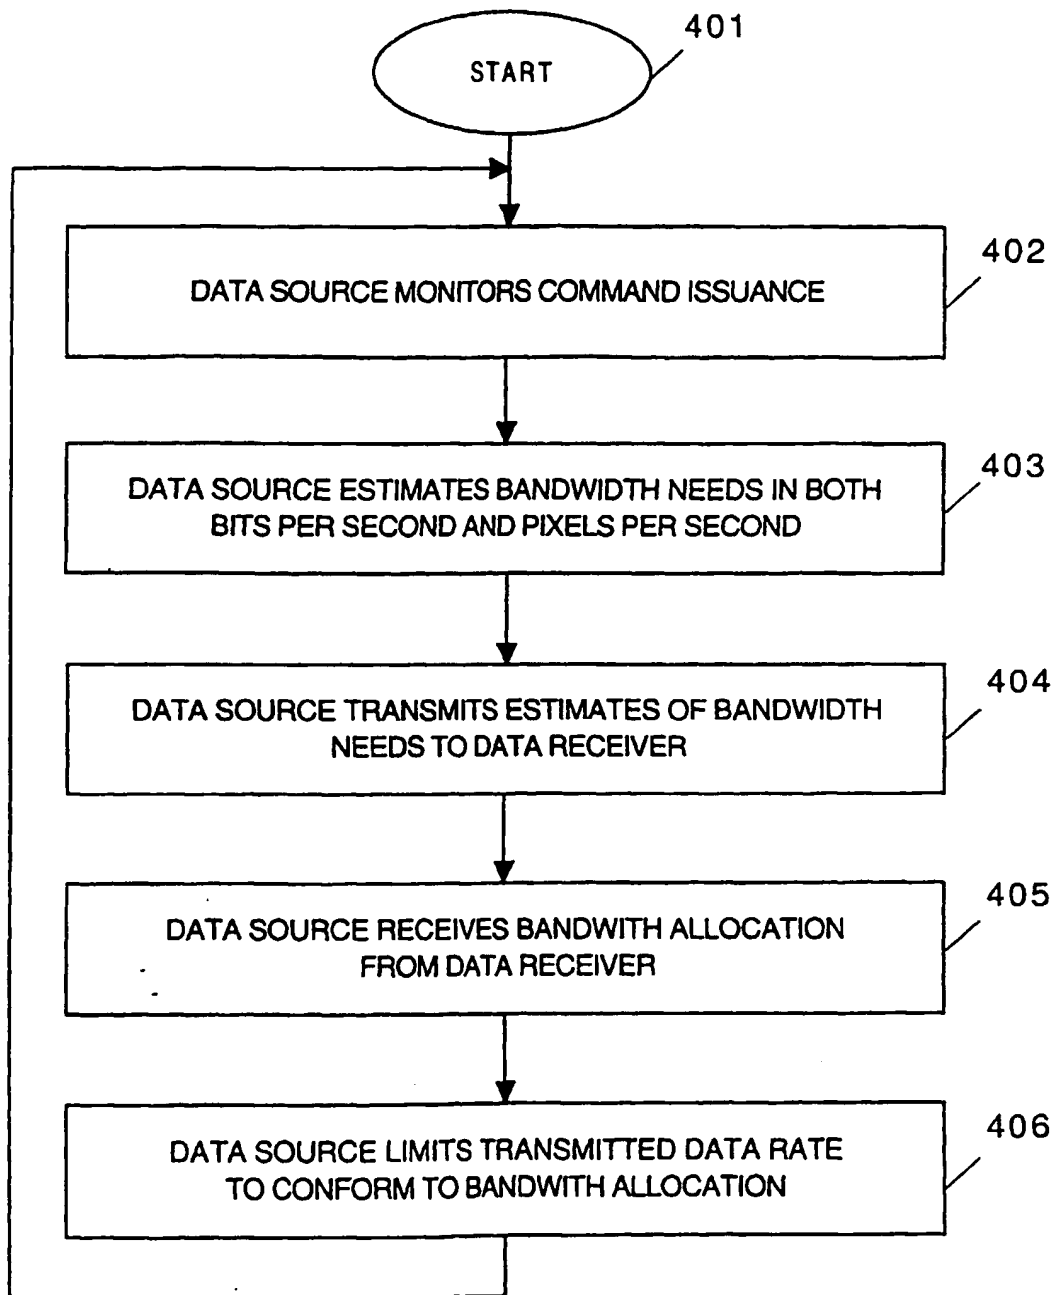 401
START
402
DATA SOURCE MONITORS COMMAND ISSUANCE
403
DATA SOURCE ESTIMATES BANDWIDTH NEEDS IN BOTH
BITS PER SECOND AND PIXELS PER SECOND
404
DATA SOURCE TRANSMITS ESTIMATES OF BANDWIDTH
NEEDS TO DATA RECEIVER
405
DATA SOURCE RECEIVES BANDWITH ALLOCATION
FROM DATA RECEIVER
406
DATA SOURCE LIMITS TRANSMITTED DATA RATE
TO CONFORM TO BANDWITH ALLOCATION